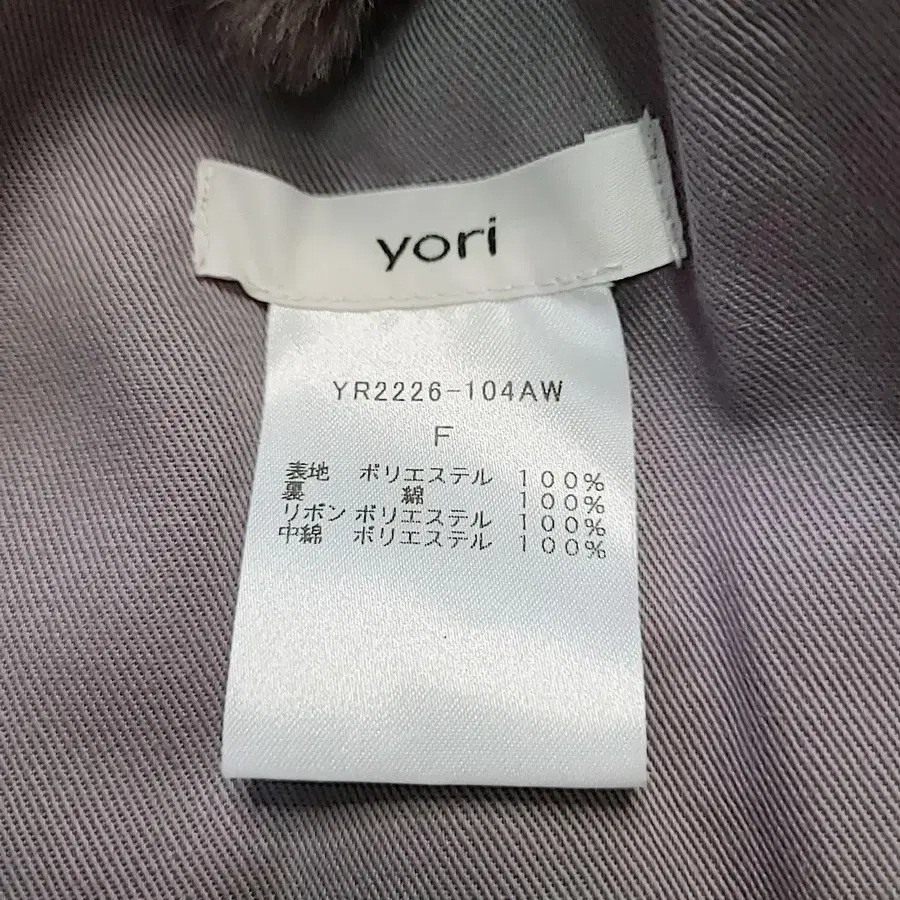 yori
YR2226-104AW
F
表地 ポリエステル 100%
裏 綿 100%
リボン ポリエステル 100%
中綿 ポリエステル 100%